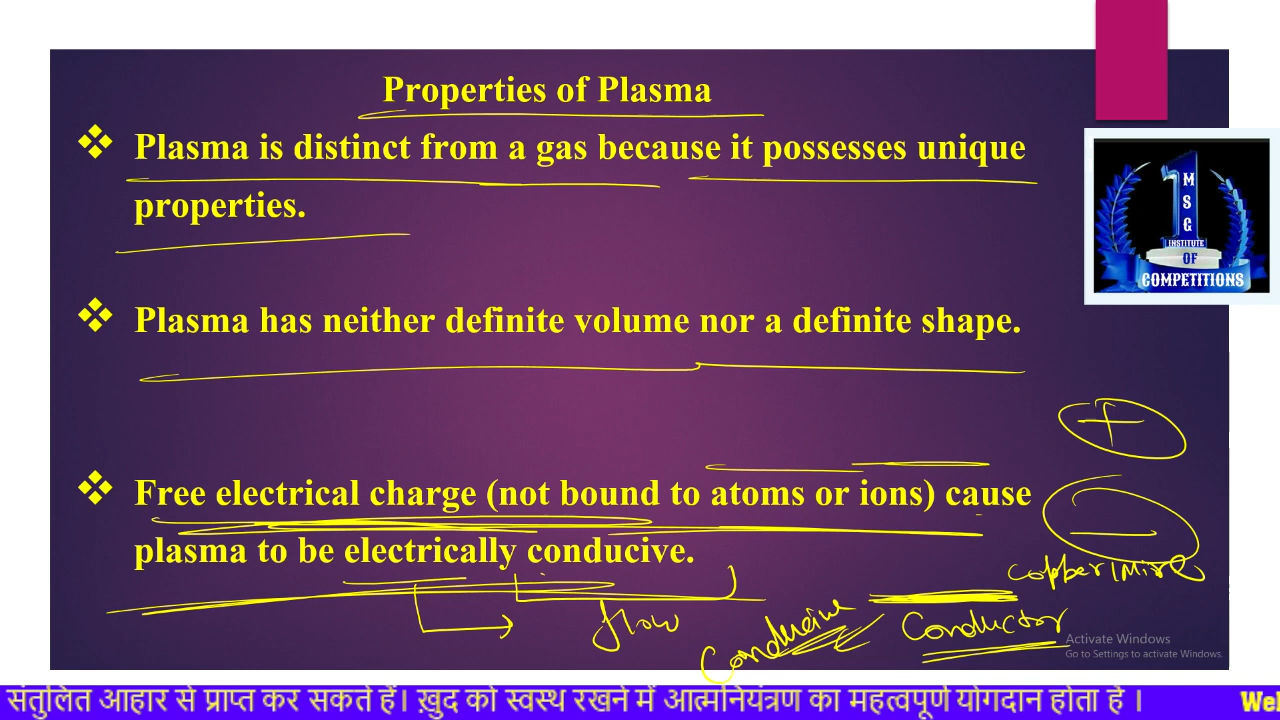 Properties of Plasma
❖ Plasma is distinct from a gas because it possesses unique
properties.
❖ Plasma has neither definite volume nor a definite shape.
❖ Free electrical charge (not bound to atoms or ions) cause
plasma to be electrically conducive.
1
M
S
G
INSTITUTE
OF
COMPETITIONS
+
−
flow
Conductor
Activate Windows
Go to Settings to activate Windows.
संतुलित आहार से प्राप्त कर सकते हैं। ख़ुद को स्वस्थ रखने में आत्मनियंत्रण का महत्वपूर्ण योगदान होता है ।